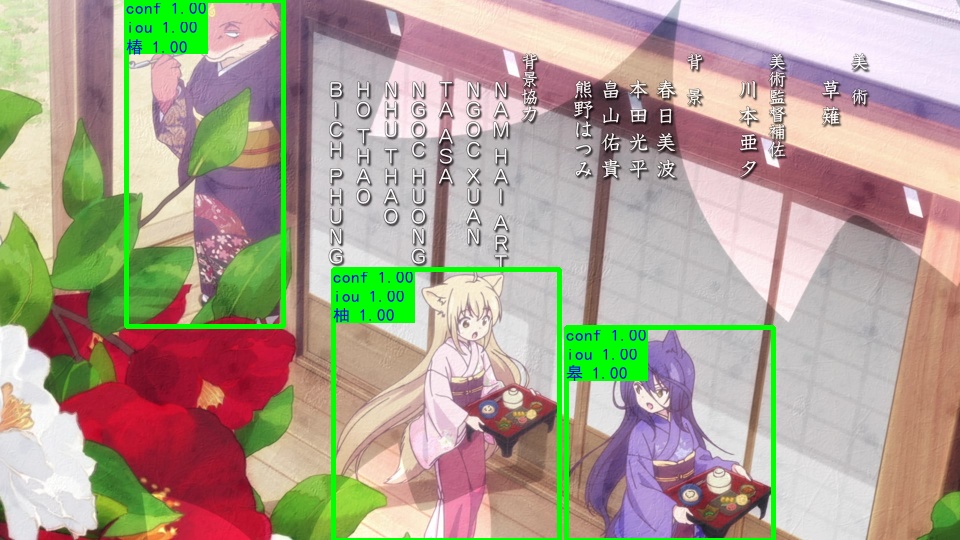 美術
草薙
美術監督補佐
川本亜夕
背景
春日美波
本田光平
畠山佑貴
熊野はつみ
背景協力
NAM HAI ART
NGOC XUAN
TA ASA
NGOC HUONG
NHU THAO
HO THAO
BICH PHUNG
conf 1.00
iou 1.00
椿 1.00
conf 1.00
iou 1.00
柚 1.00
conf 1.00
iou 1.00
皐 1.00